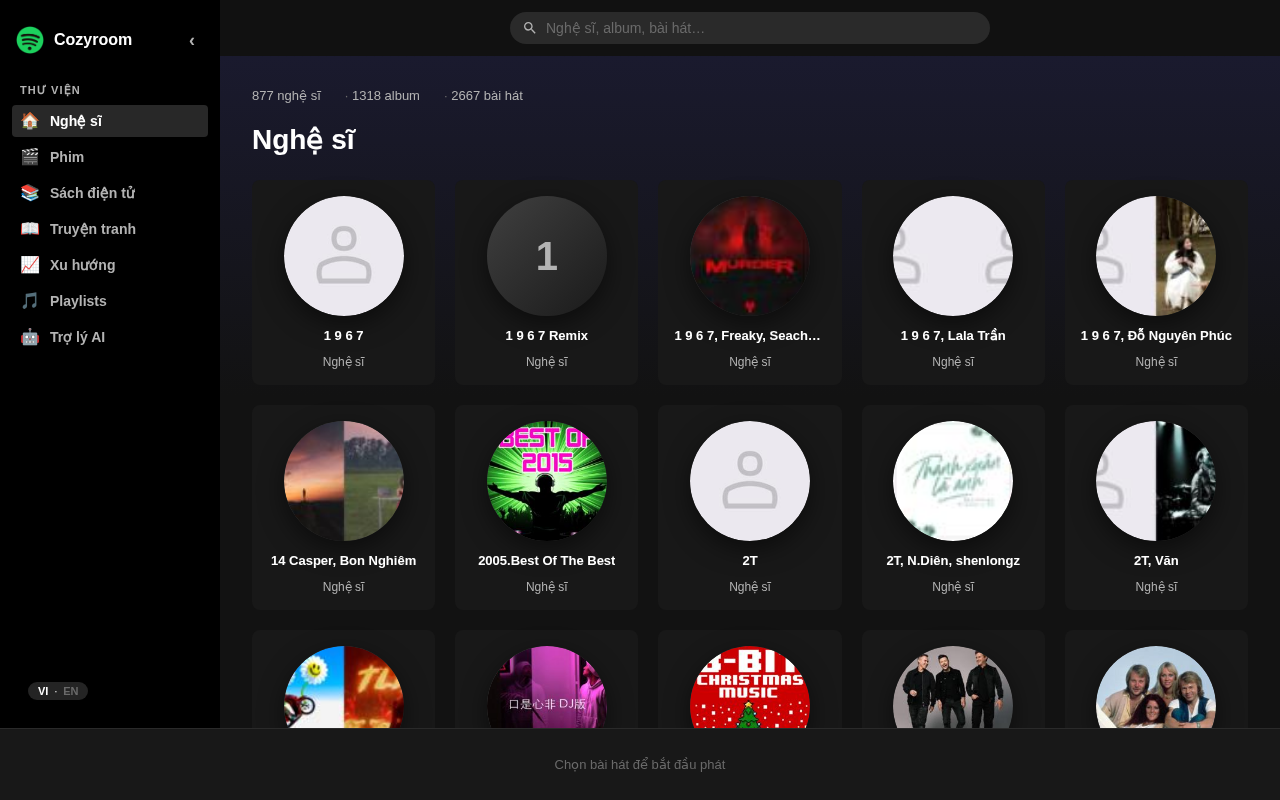 Cozyroom
‹
Nghệ sĩ, album, bài hát…
THƯ VIỆN
Nghệ sĩ
Phim
Sách điện tử
Truyện tranh
Xu hướng
Playlists
Trợ lý AI
VI · EN
877 nghệ sĩ · 1318 album · 2667 bài hát
Nghệ sĩ
1
MURDER
1 9 6 7
1 9 6 7 Remix
1 9 6 7, Freaky, Seach…
1 9 6 7, Lala Trần
1 9 6 7, Đỗ Nguyên Phúc
Nghệ sĩ
Nghệ sĩ
Nghệ sĩ
Nghệ sĩ
Nghệ sĩ
BEST OF
2015
Thanh xuân
là anh
14 Casper, Bon Nghiêm
2005.Best Of The Best
2T
2T, N.Diên, shenlongz
2T, Văn
Nghệ sĩ
Nghệ sĩ
Nghệ sĩ
Nghệ sĩ
Nghệ sĩ
口是心非 DJ版
8-BIT
CHRISTMAS
MUSIC
Chọn bài hát để bắt đầu phát